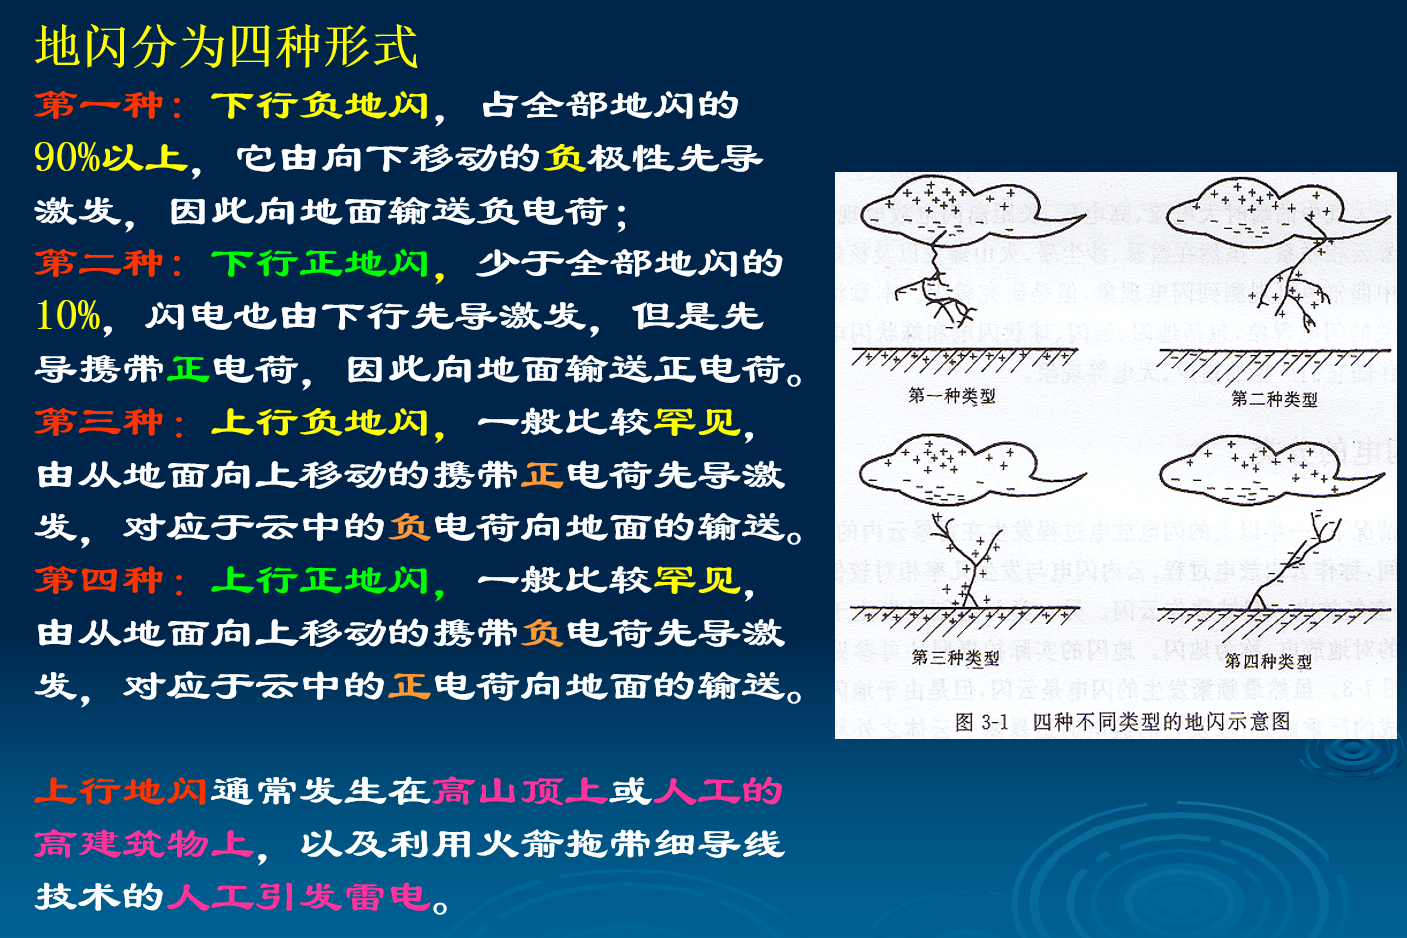 地闪分为四种形式
第一种：下行负地闪，占全部地闪的
90%以上，它由向下移动的负极性先导
激发，因此向地面输送负电荷；
第二种：下行正地闪，少于全部地闪的
10%，闪电也由下行先导激发，但是先
导携带正电荷，因此向地面输送正电荷。
第三种：上行负地闪，一般比较罕见，
由从地面向上移动的携带正电荷先导激
发，对应于云中的负电荷向地面的输送。
第四种：上行正地闪，一般比较罕见，
由从地面向上移动的携带负电荷先导激
发，对应于云中的正电荷向地面的输送。
上行地闪通常发生在高山顶上或人工的
高建筑物上，以及利用火箭拖带细导线
技术的人工引发雷电。
第一种类型
第二种类型
第三种类型
第四种类型
图 3-1 四种不同类型的地闪示意图